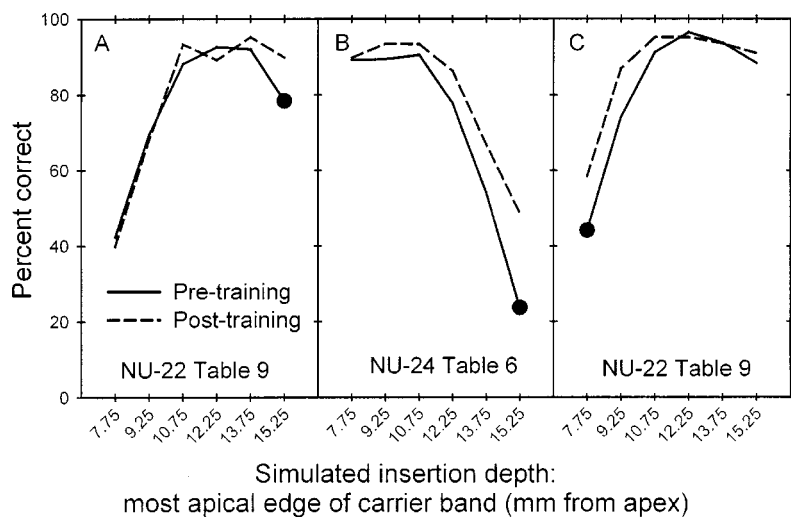 100
80
60
40
20
0
Percent correct
A
B
C
Pre-training
Post-training
NU-22 Table 9
NU-24 Table 6
NU-22 Table 9
7.75
9.25
10.75
12.25
13.75
15.25
7.75
9.25
10.75
12.25
13.75
15.25
7.75
9.25
10.75
12.25
13.75
15.25
Simulated insertion depth:
most apical edge of carrier band (mm from apex)